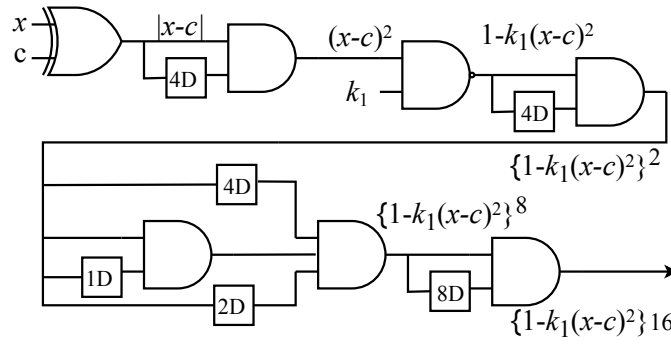 x
c
|x-c|
4D
(x-c)²
k₁
1-k₁(x-c)²
4D
{1-k₁(x-c)²}²
4D
1D
2D
{1-k₁(x-c)²}⁸
8D
{1-k₁(x-c)²}16